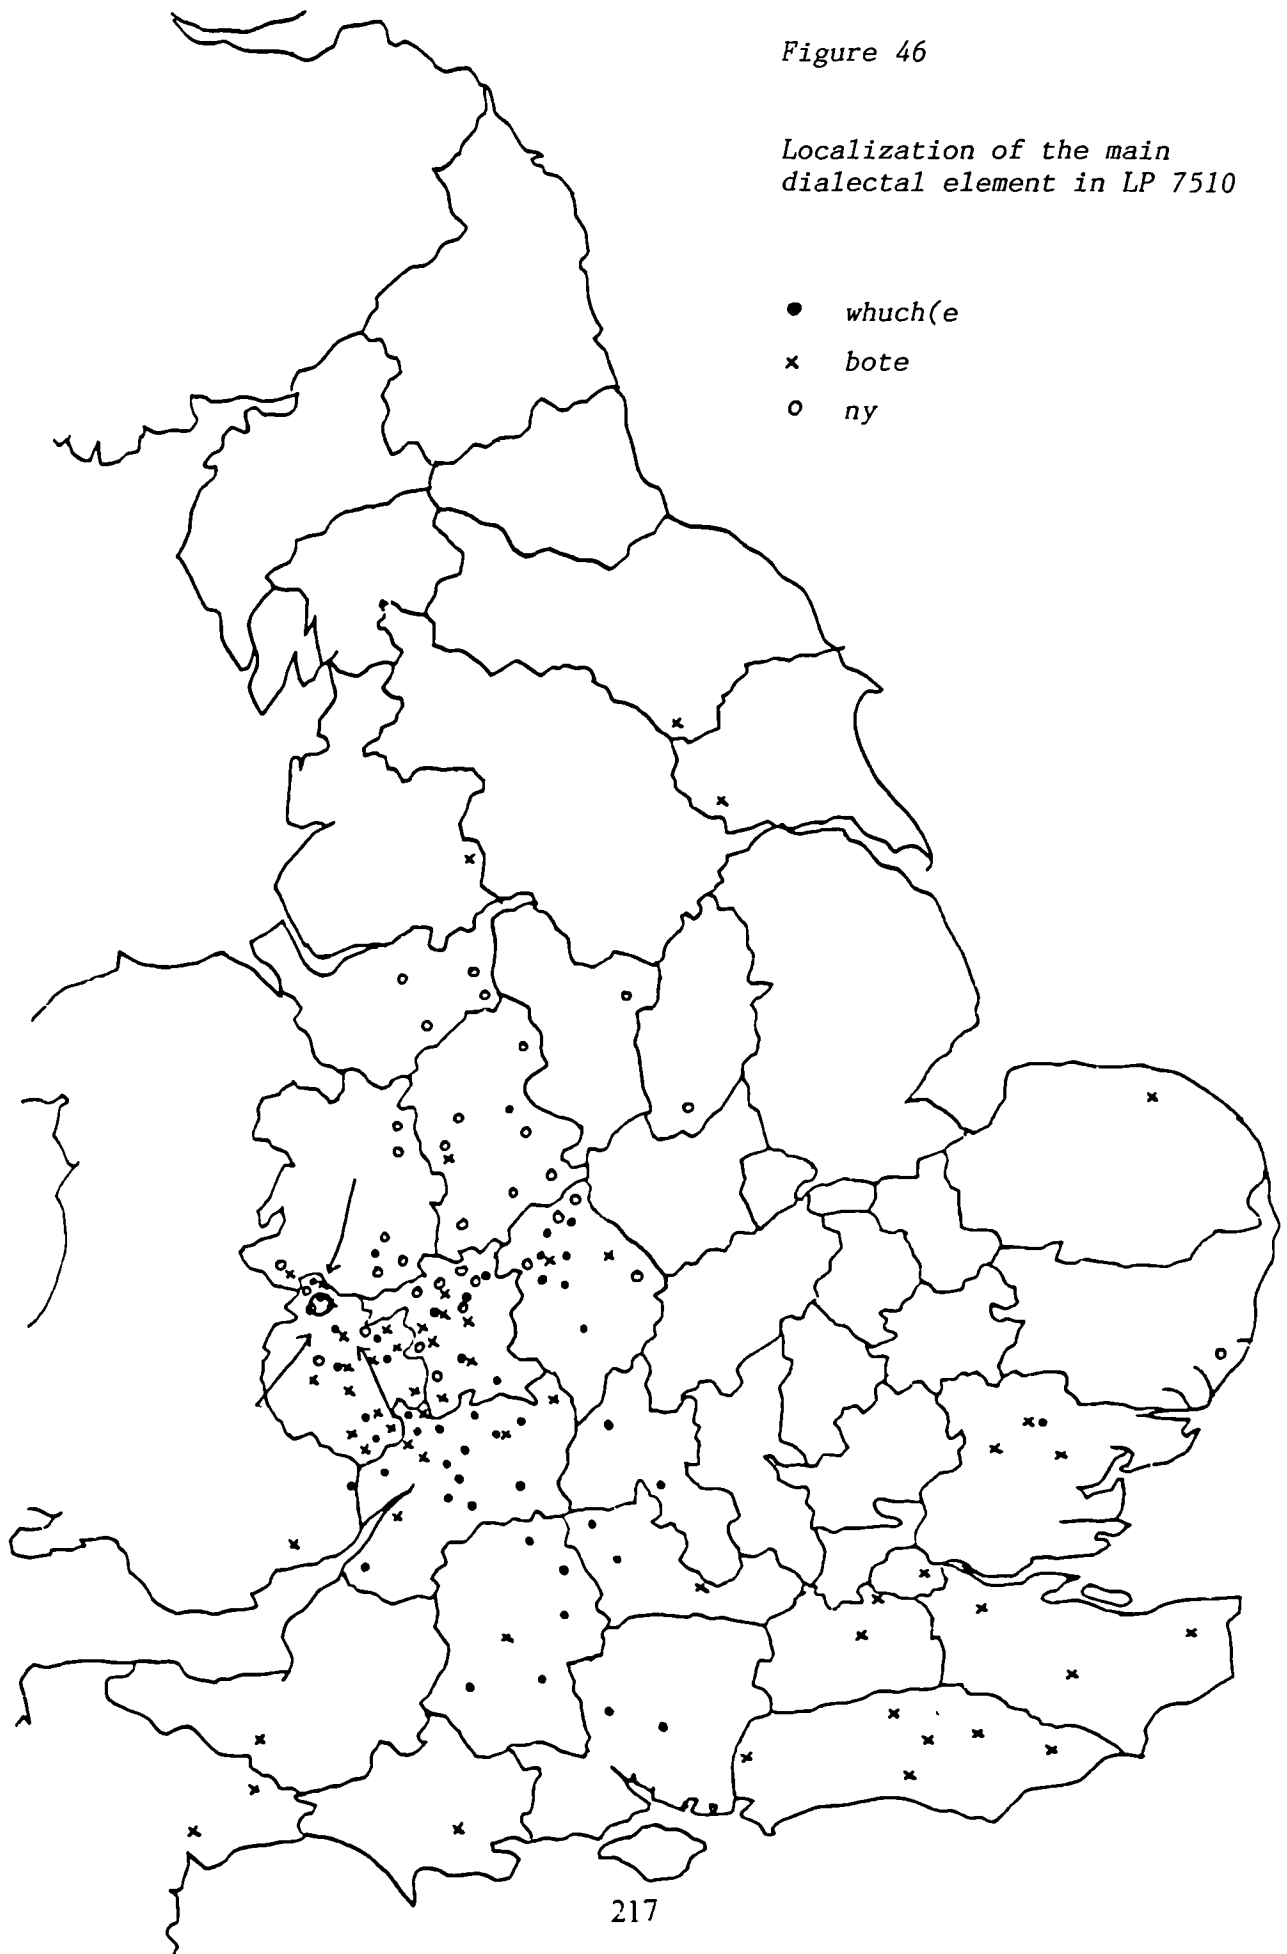 Figure 46
Localization of the main
dialectal element in LP 7510
● whuch(e
x bote
o ny
217